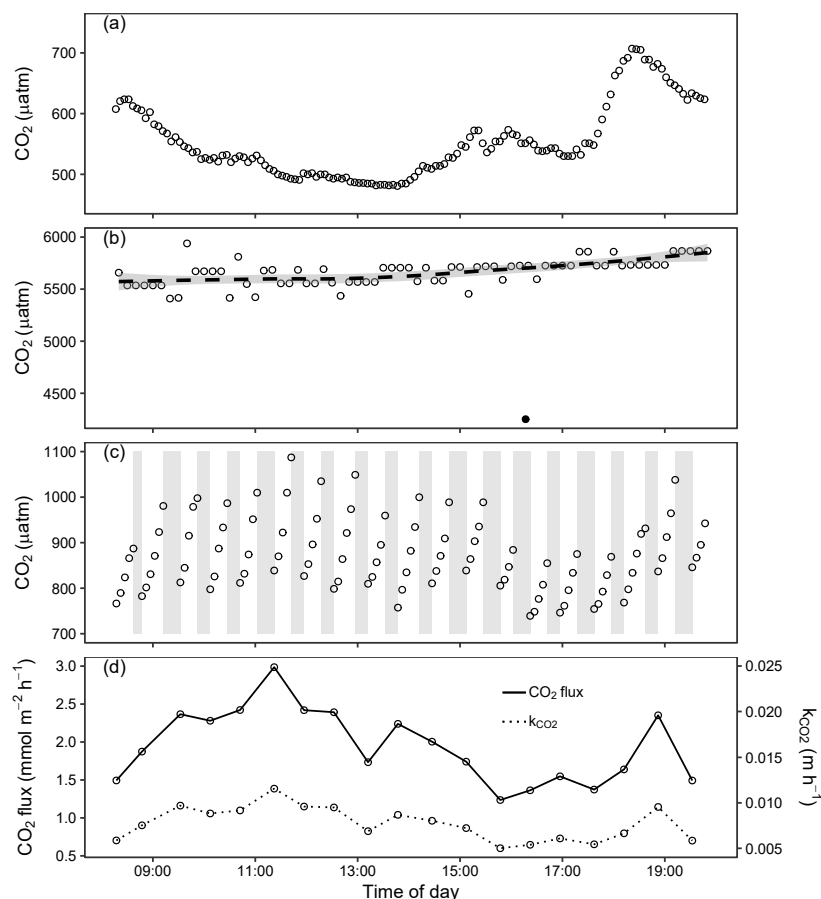 (a)
700
600
500
CO₂ (µatm)
(b)
6000
5500
5000
4500
CO₂ (µatm)
(c)
1100
1000
900
800
700
CO₂ (µatm)
(d)
3.0
2.5
2.0
1.5
1.0
0.5
CO₂ flux (mmol m⁻² h⁻¹)
CO₂ flux
kCO2
0.025
0.020
0.015
0.010
0.005
kCO2 (m h⁻¹)
09:00 11:00 13:00 15:00 17:00 19:00
Time of day